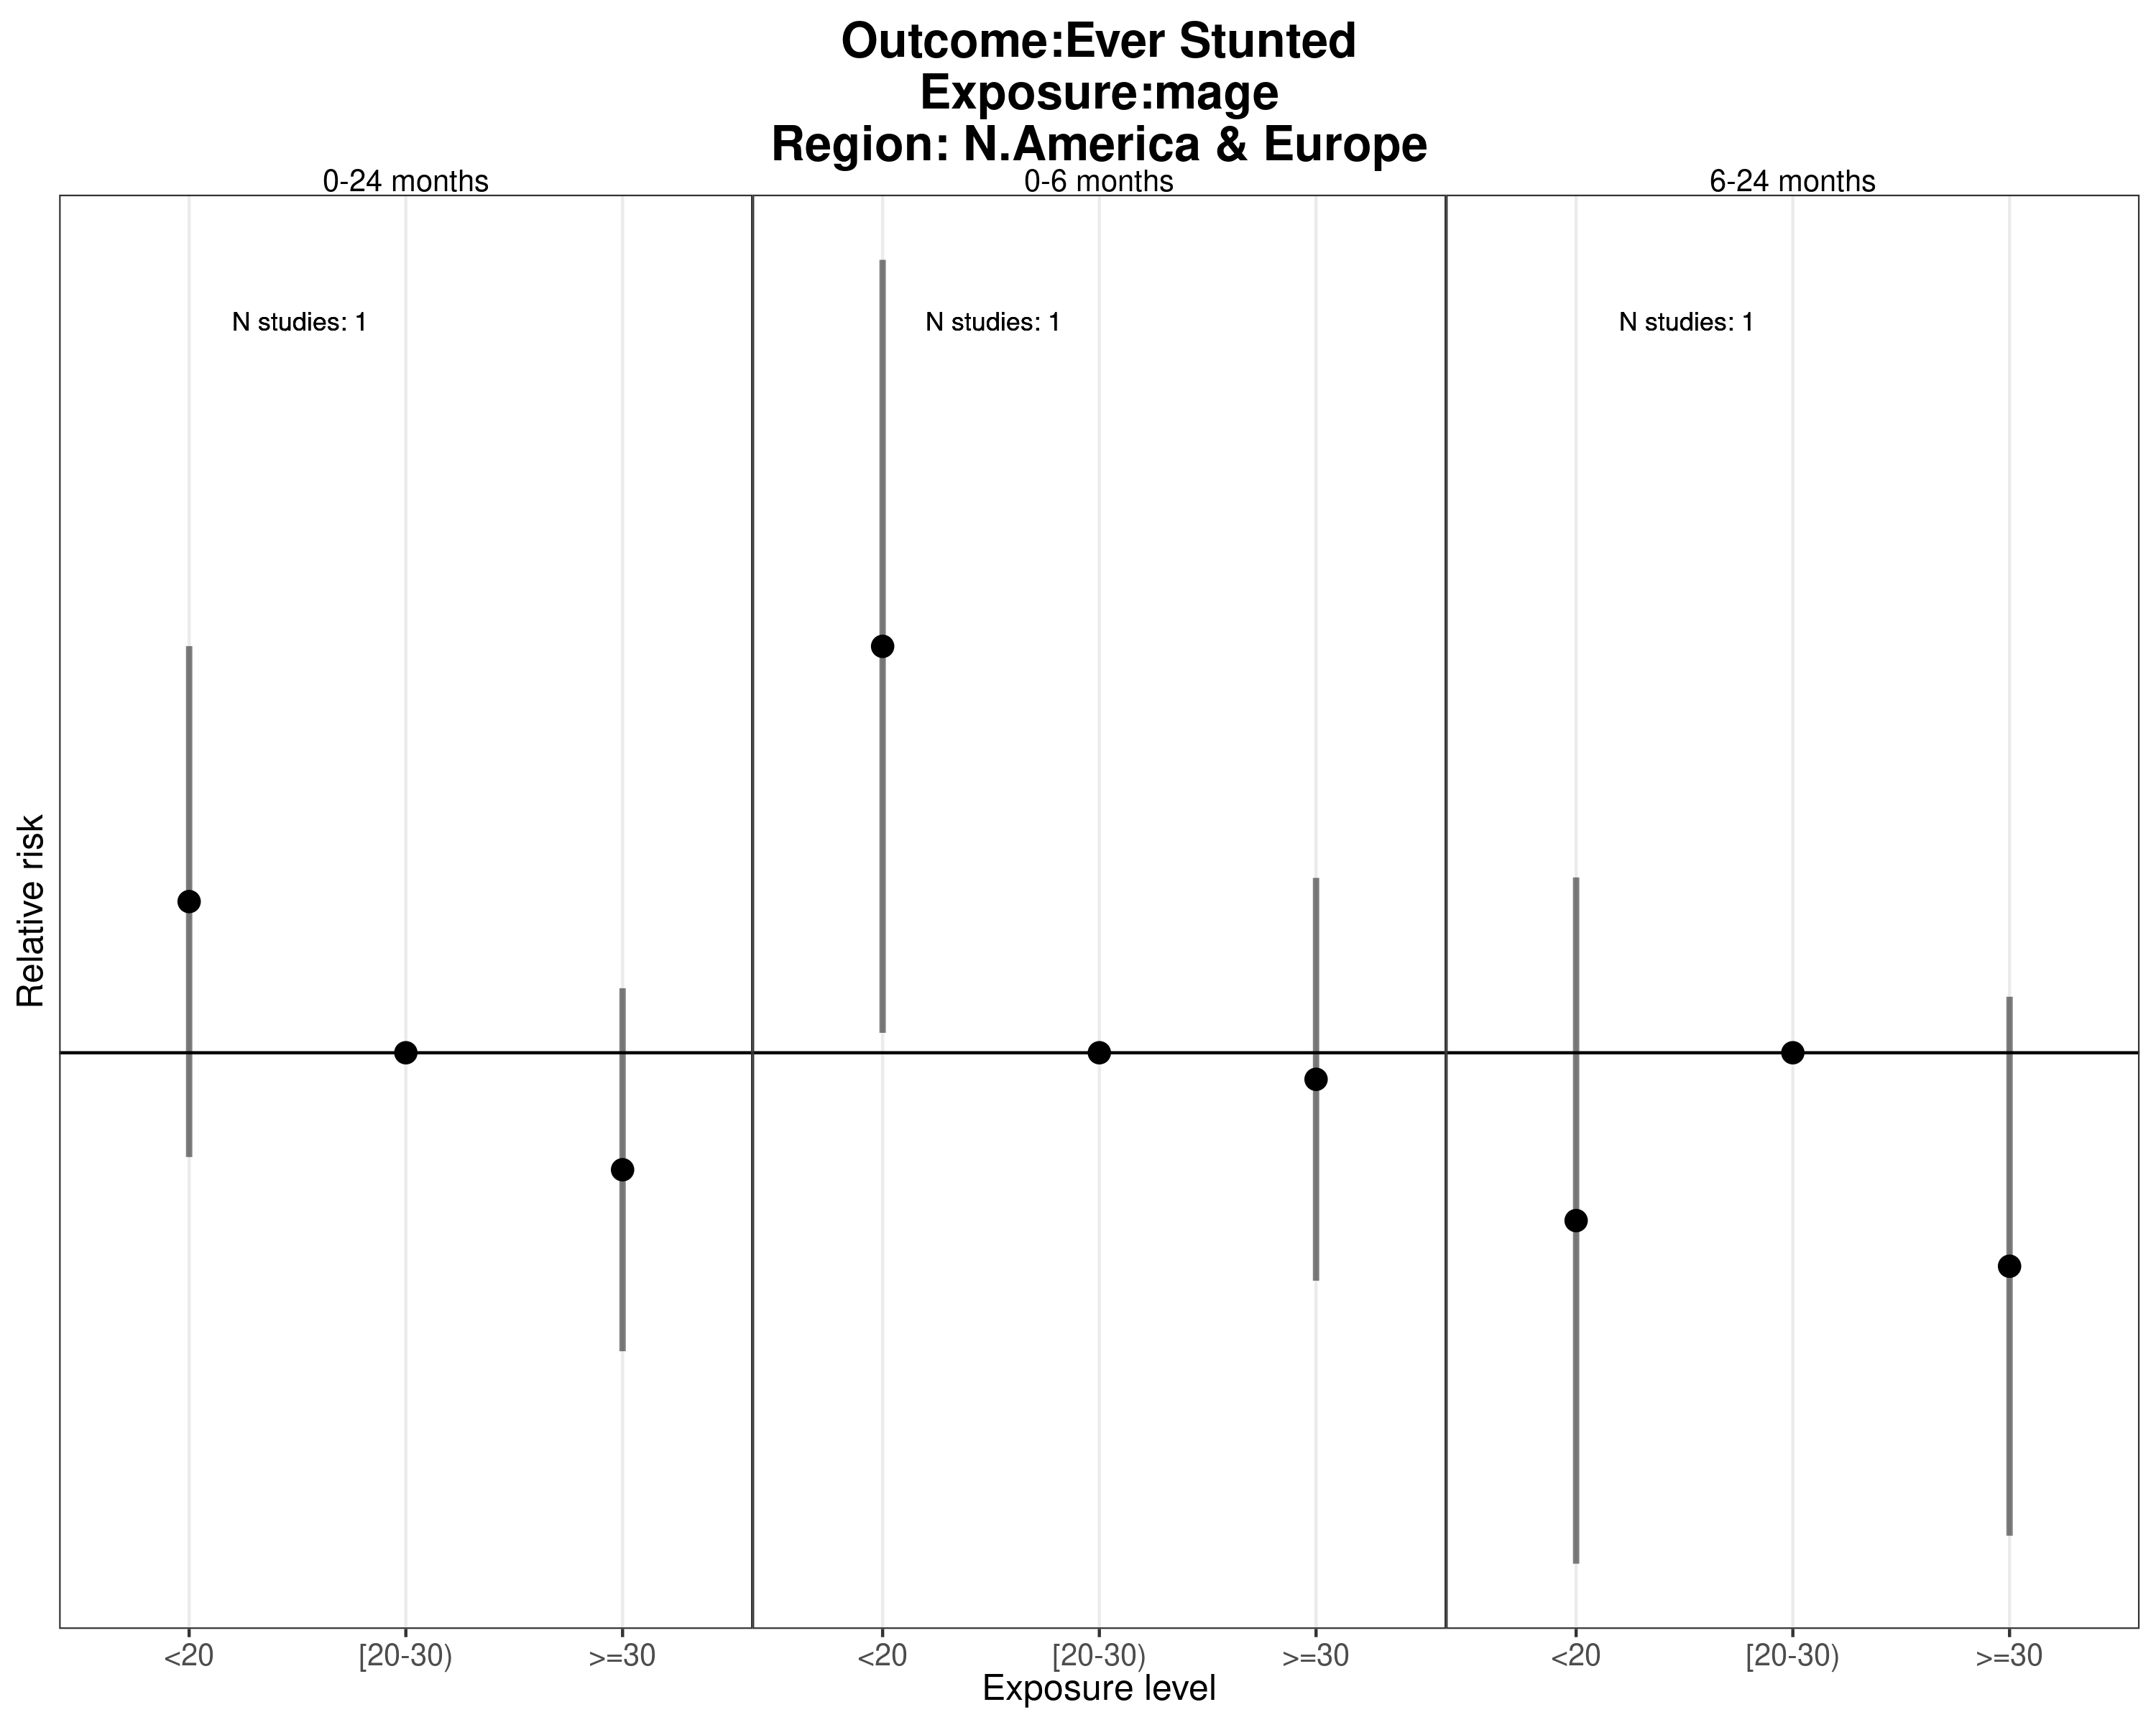 Outcome:Ever Stunted
Exposure:mage
Region: N.America & Europe
0-24 months
0-6 months
6-24 months
N studies: 1
N studies: 1
N studies: 1
Relative risk
<20
[20-30)
>=30
<20
[20-30)
>=30
<20
[20-30)
>=30
Exposure level